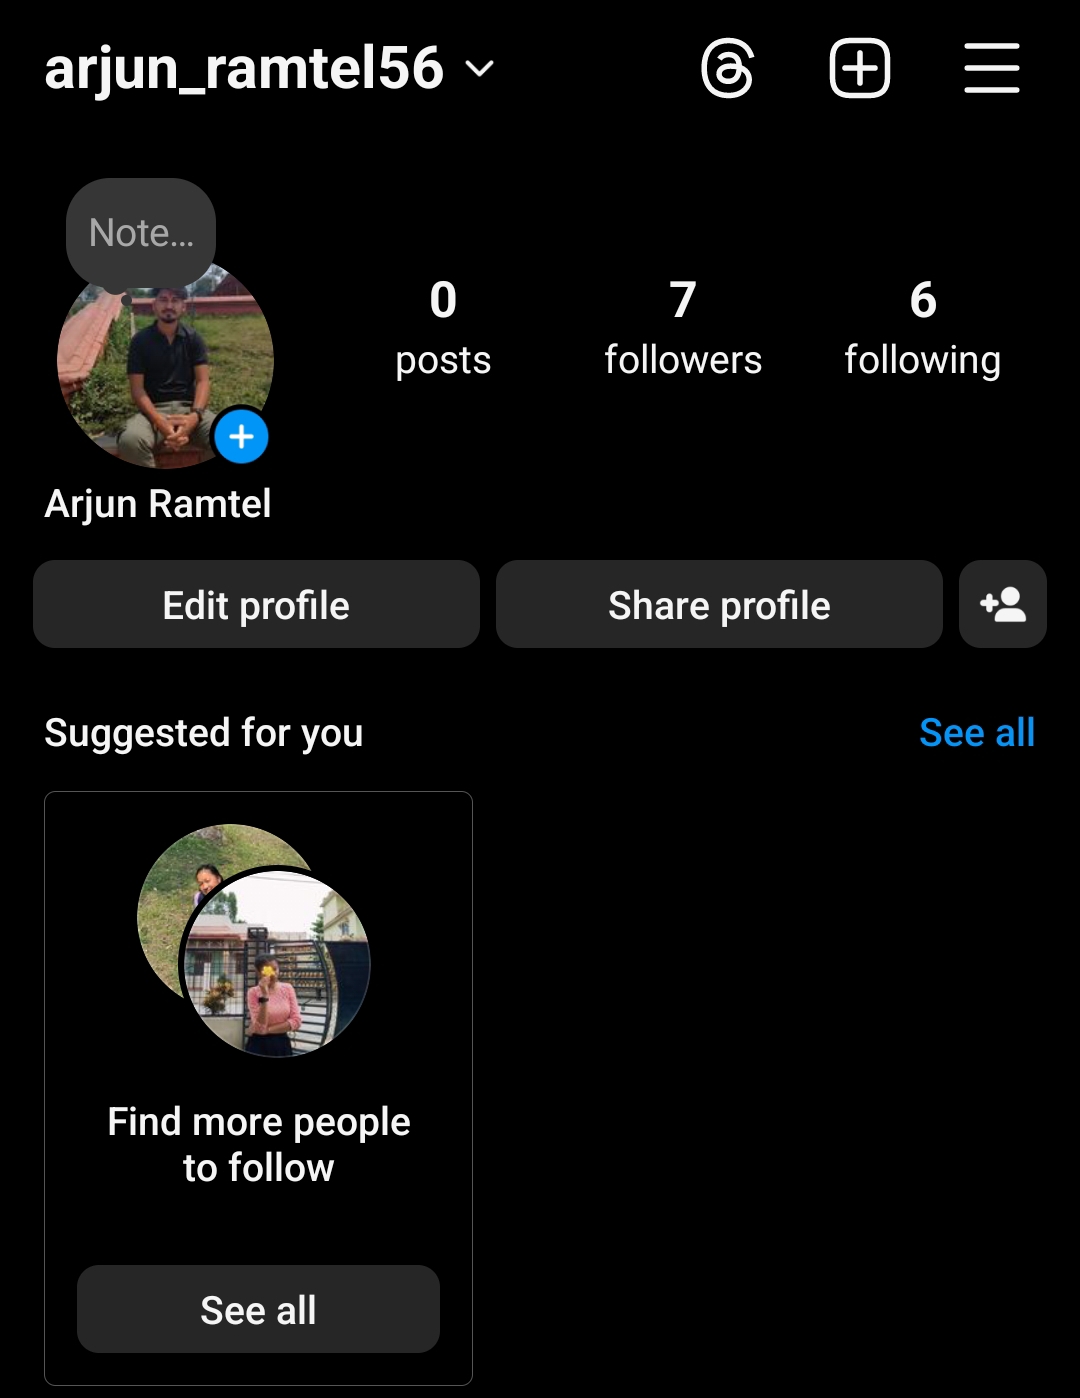 arjun_ramtel56
Note...
0 7 6
posts followers following
Arjun Ramtel
Edit profile Share profile
Suggested for you See all
Find more people
to follow
See all